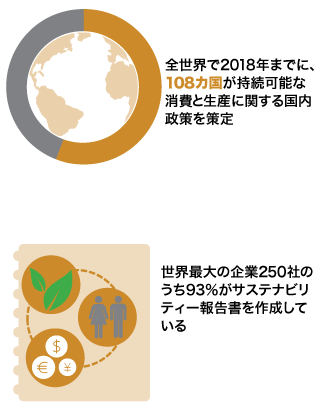 全世界で2018年までに、
108カ国が持続可能な
消費と生産に関する国内
政策を策定
世界最大の企業250社の
うち93%がサステナビリ
ティー報告書を作成して
いる
$
€ ¥